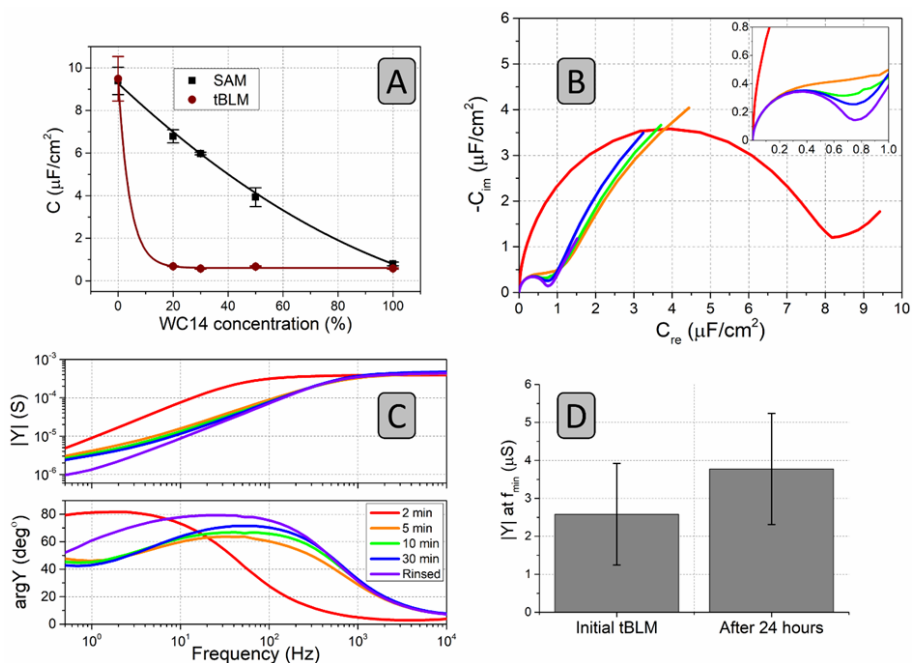 A
C (μF/cm²)
10
8
6
4
2
0
SAM
tBLM
0 20 40 60 80 100
WC14 concentration (%)
B
-C_im (μF/cm²)
6
5
4
3
2
1
0
0 1 2 3 4 5 6 7 8 9 10
C_re (μF/cm²)
0.8
0.6
0.4
0.2
0.0
0.2 0.4 0.6 0.8 1.0
C
|Y| (S)
10⁻³
10⁻⁴
10⁻⁵
10⁻⁶
argY (deg°)
80
60
40
20
0
2 min
5 min
10 min
30 min
Rinsed
10⁰ 10¹ 10² 10³ 10⁴
Frequency (Hz)
D
|Y| at f_min (μS)
6
5
4
3
2
1
0
Initial tBLM After 24 hours